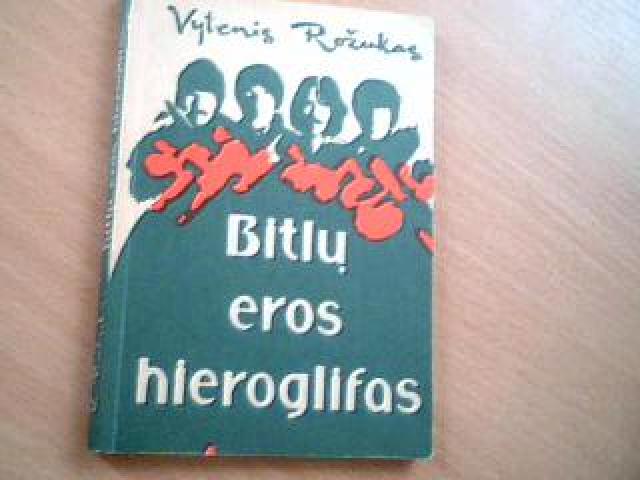 Vytenis Rožukas
Bitlų
eros
hieroglifas